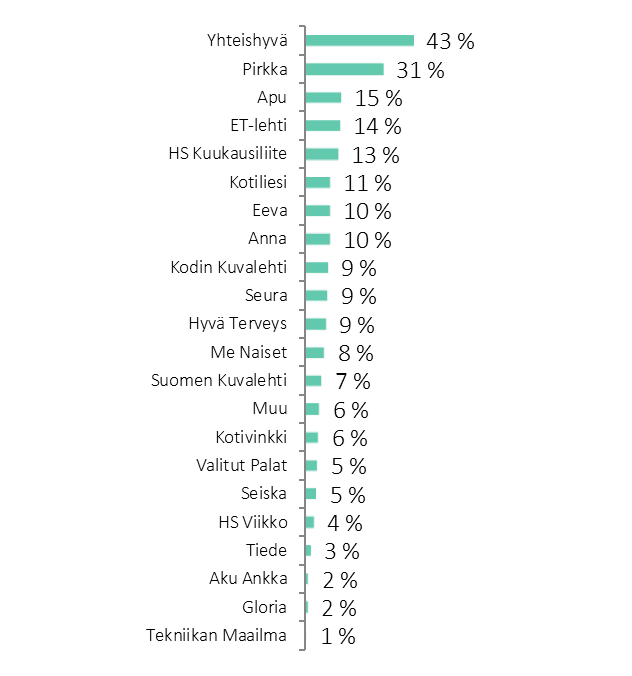 Yhteishyvä 43 %
Pirkka 31 %
Apu 15 %
ET-lehti 14 %
HS Kuukausiliite 13 %
Kotiliesi 11 %
Eeva 10 %
Anna 10 %
Kodin Kuvalehti 9 %
Seura 9 %
Hyvä Terveys 9 %
Me Naiset 8 %
Suomen Kuvalehti 7 %
Muu 6 %
Kotivinkki 6 %
Valitut Palat 5 %
Seiska 5 %
HS Viikko 4 %
Tiede 3 %
Aku Ankka 2 %
Gloria 2 %
Tekniikan Maailma 1 %